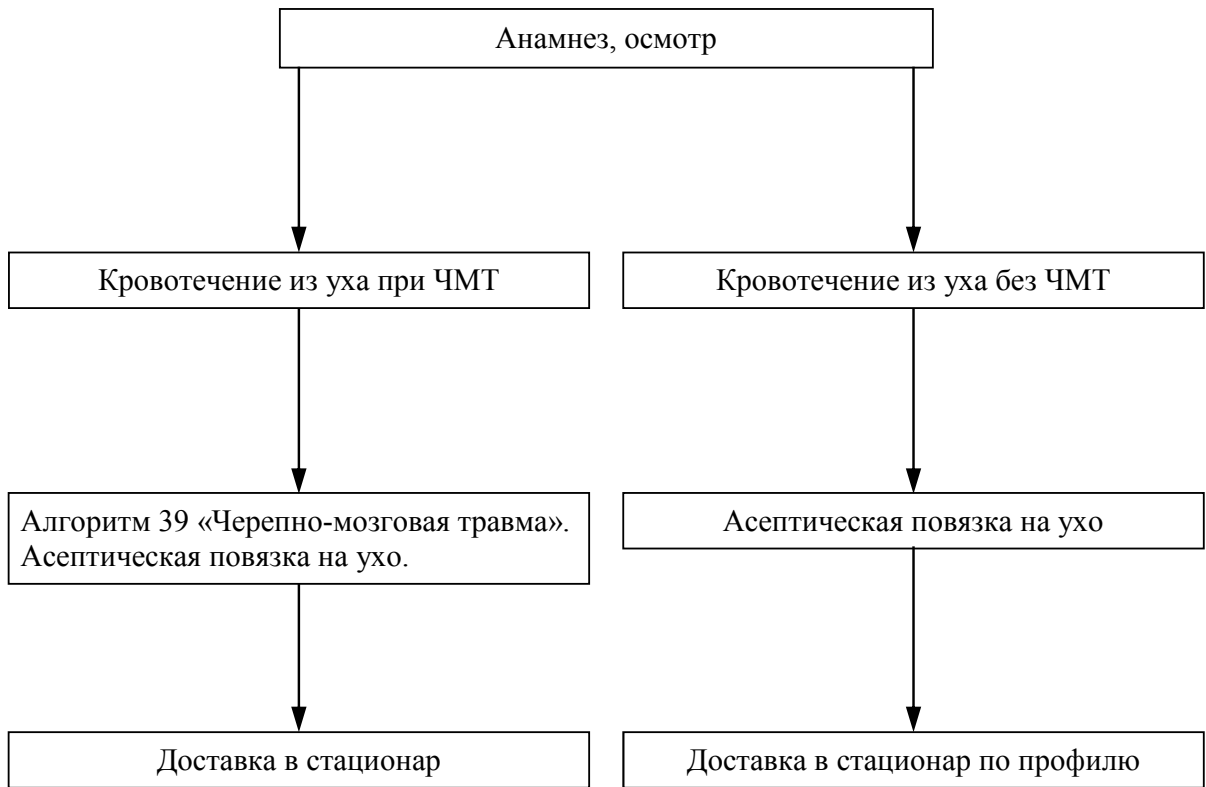 Анамнез, осмотр
Кровотечение из уха при ЧМТ
Кровотечение из уха без ЧМТ
Алгоритм 39 «Черепно-мозговая травма».
Асептическая повязка на ухо.
Асептическая повязка на ухо
Доставка в стационар
Доставка в стационар по профилю